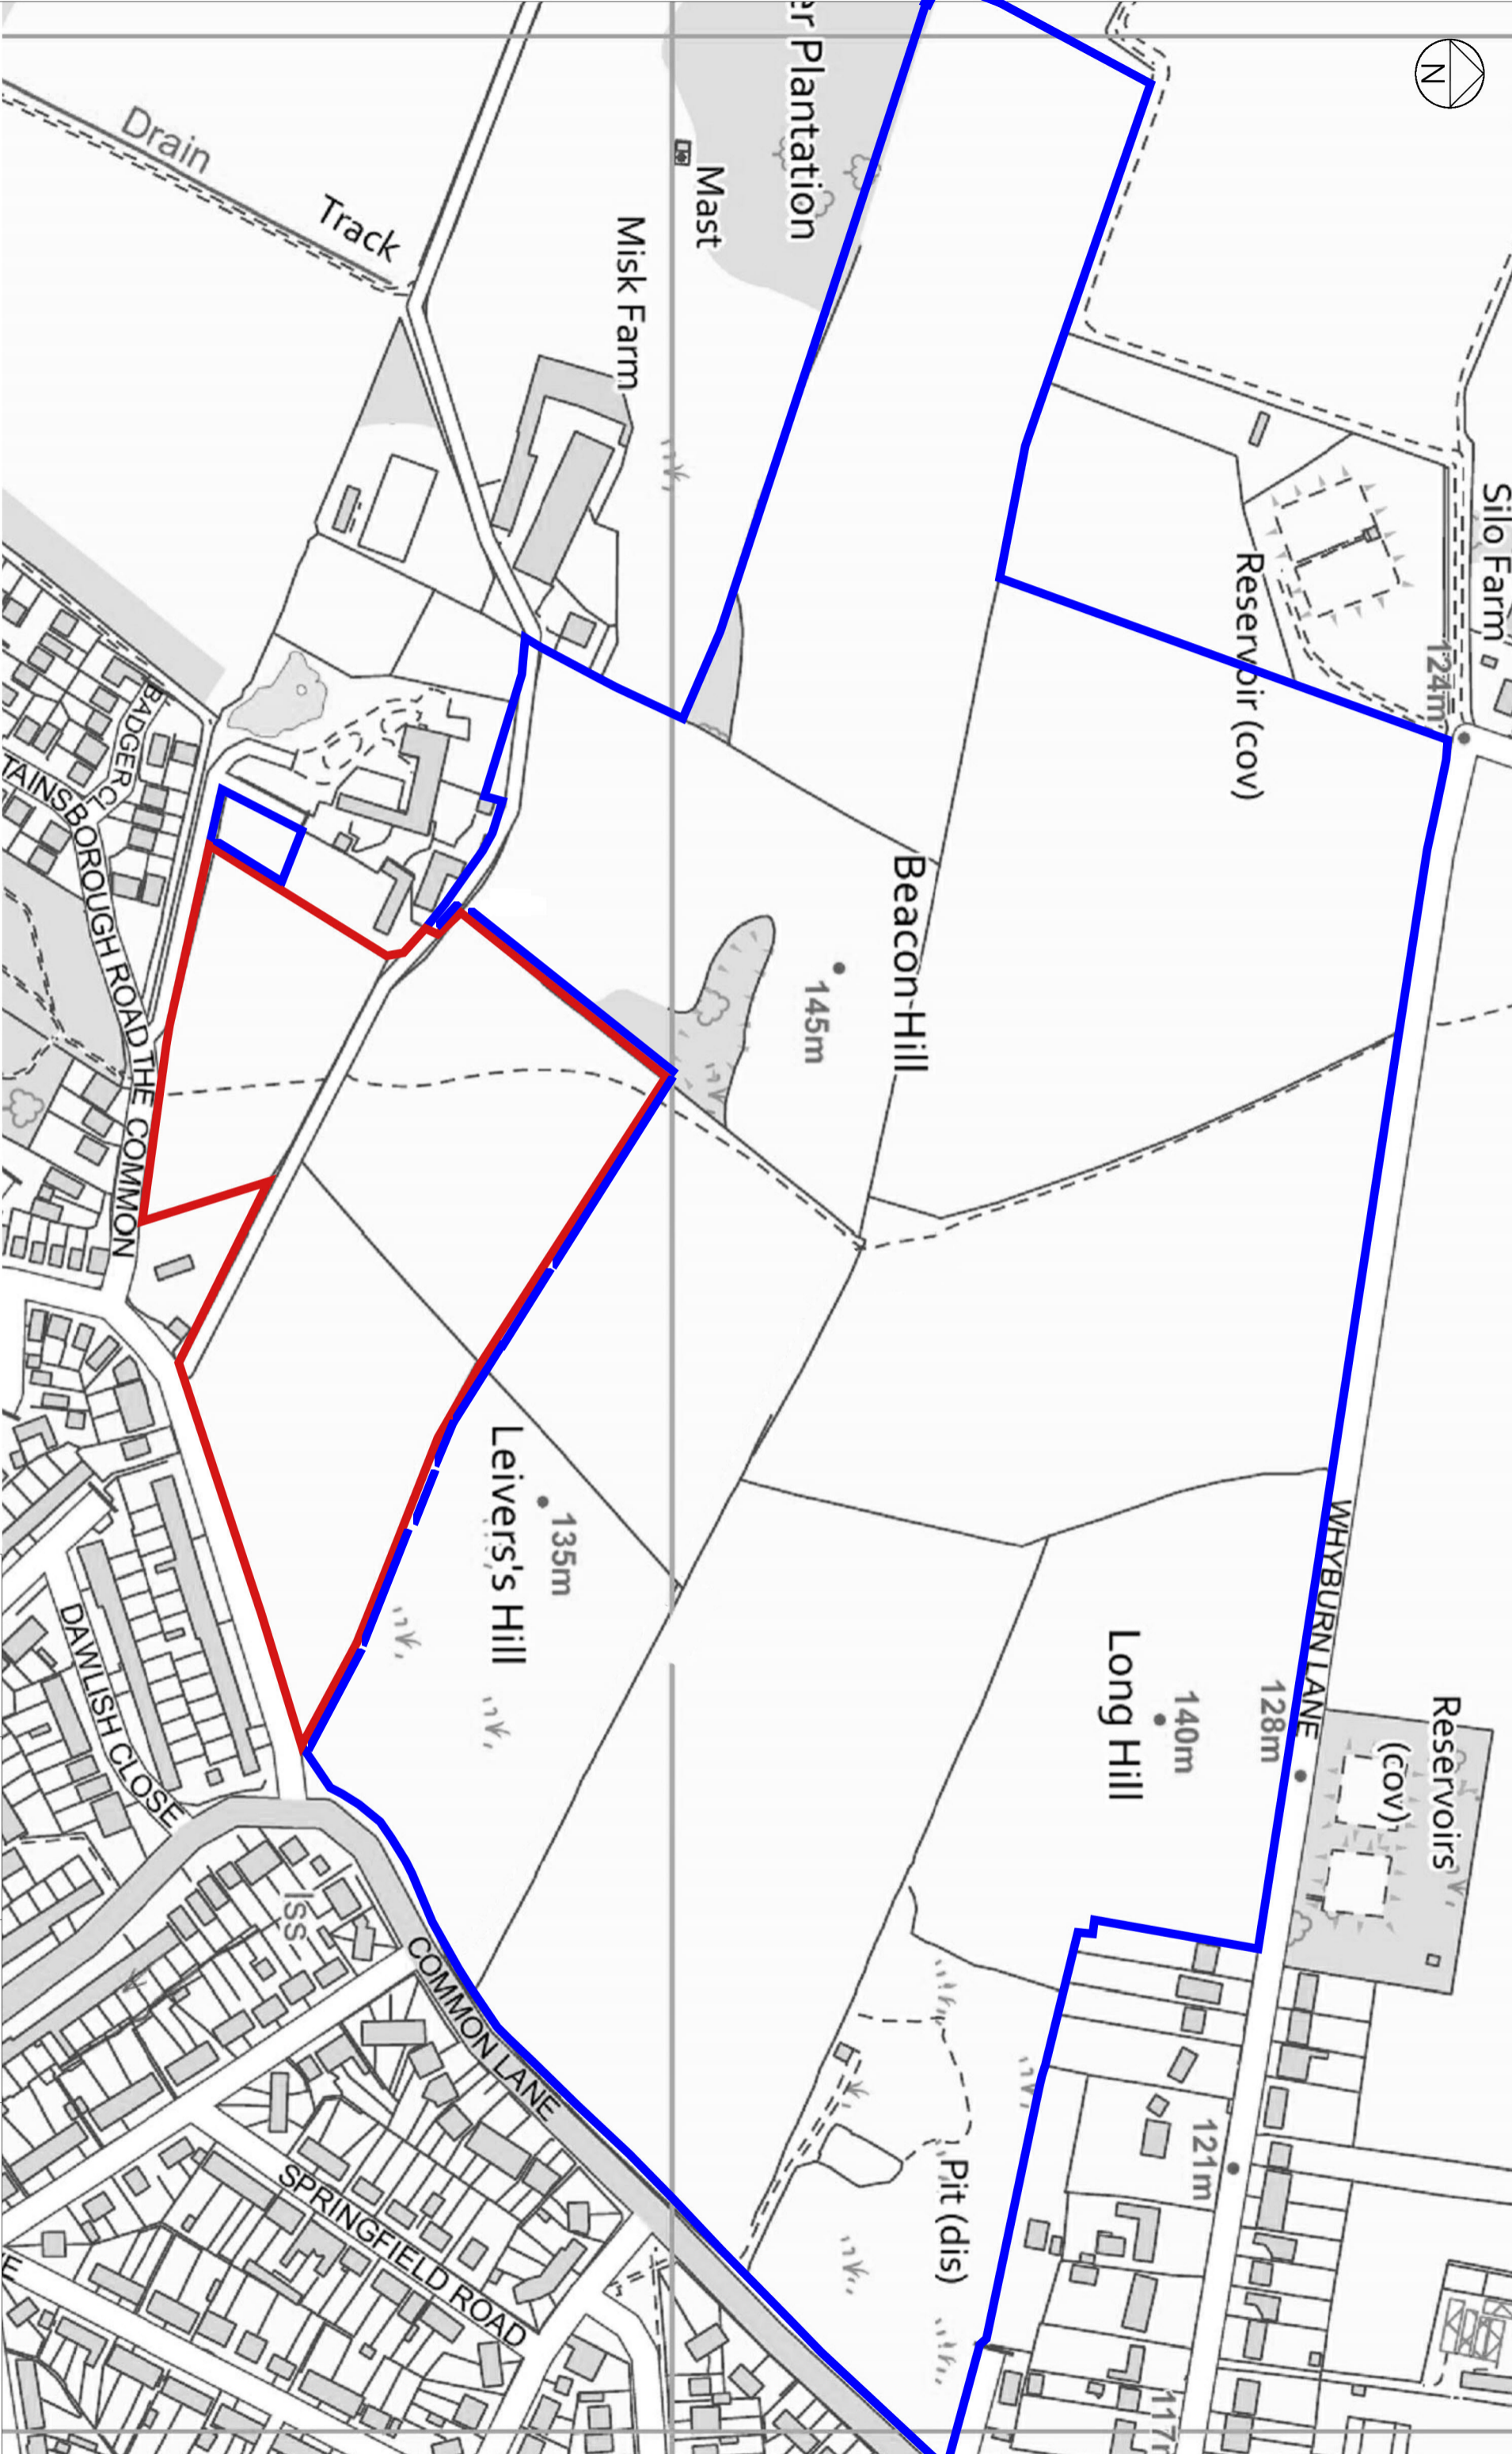 er Plantation
N
Drain
Track
Mast
Misk Farm
Silo Farm
Reservoir (cov)
124m
BADGER C
TAINSBOROUGH ROAD
THE COMMON
Beacon Hill
145m
Leivers's Hill
135m
WHYBURN LANE
Long Hill
140m
128m
Reservoirs
(cov)
DAWLISH CLOSE
Iss
COMMON LANE
SPRINGFIELD ROAD
Pit (dis)
121m